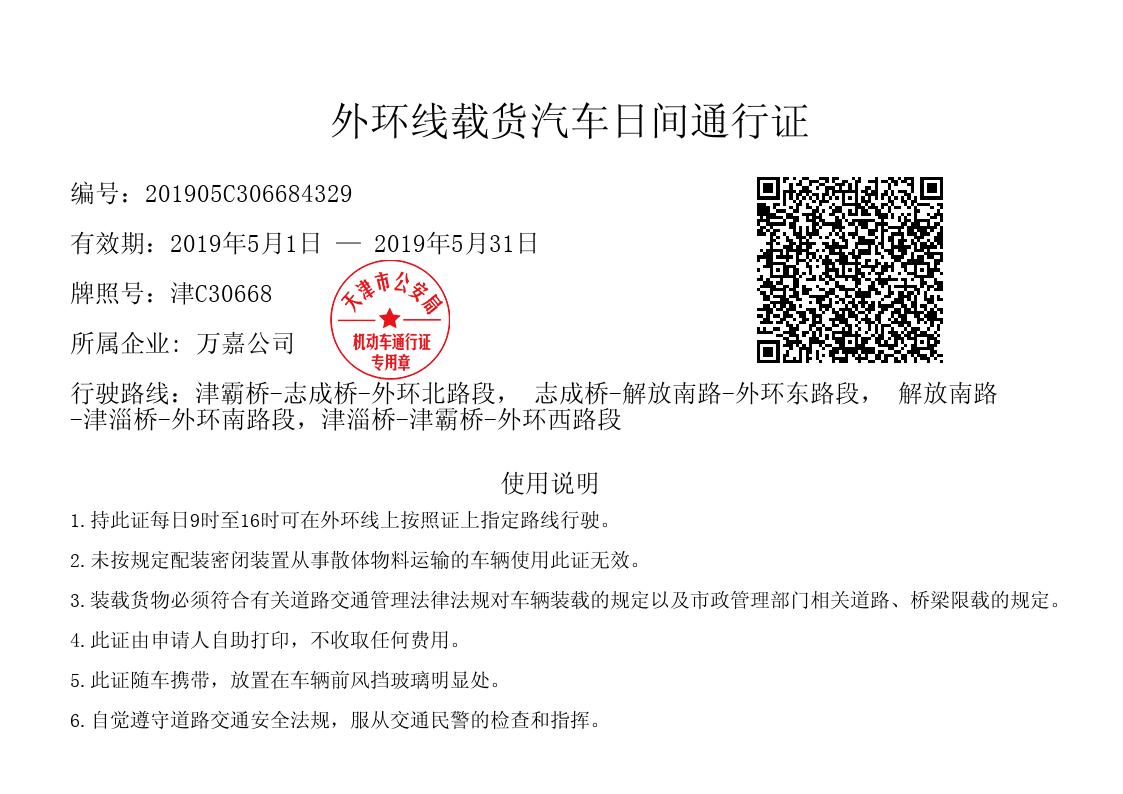 外环线载货汽车日间通行证
编号：201905C306684329
有效期：2019年5月1日 — 2019年5月31日
牌照号：津C30668
天津市公安局
机动车通行证
专用章
所属企业： 万嘉公司
行驶路线：津霸桥-志成桥-外环北路段， 志成桥-解放南路-外环东路段， 解放南路
-津淄桥-外环南路段，津淄桥-津霸桥-外环西路段
使用说明
1.持此证每日9时至16时可在外环线上按照证上指定路线行驶。
2.未按规定配装密闭装置从事散体物料运输的车辆使用此证无效。
3.装载货物必须符合有关道路交通管理法律法规对车辆装载的规定以及市政管理部门相关道路、桥梁限载的规定。
4.此证由申请人自助打印，不收取任何费用。
5.此证随车携带，放置在车辆前风挡玻璃明显处。
6.自觉遵守道路交通安全法规，服从交通民警的检查和指挥。